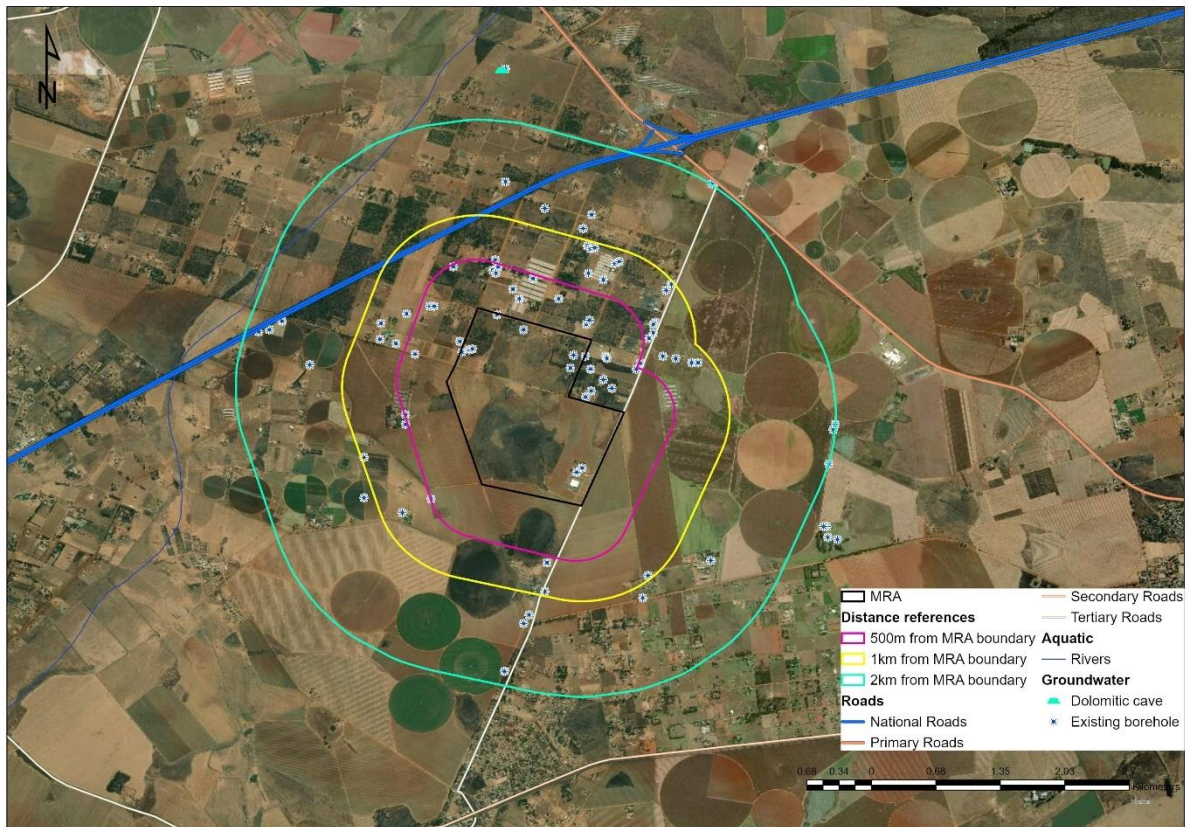 N
MRA
Distance references
500m from MRA boundary
1km from MRA boundary
2km from MRA boundary
Roads
National Roads
Primary Roads
Secondary Roads
Tertiary Roads
Aquatic
Rivers
Groundwater
Dolomitic cave
Existing borehole
0.68 0.34 0 0.68 1.35 2.03 2.7
Kilometers